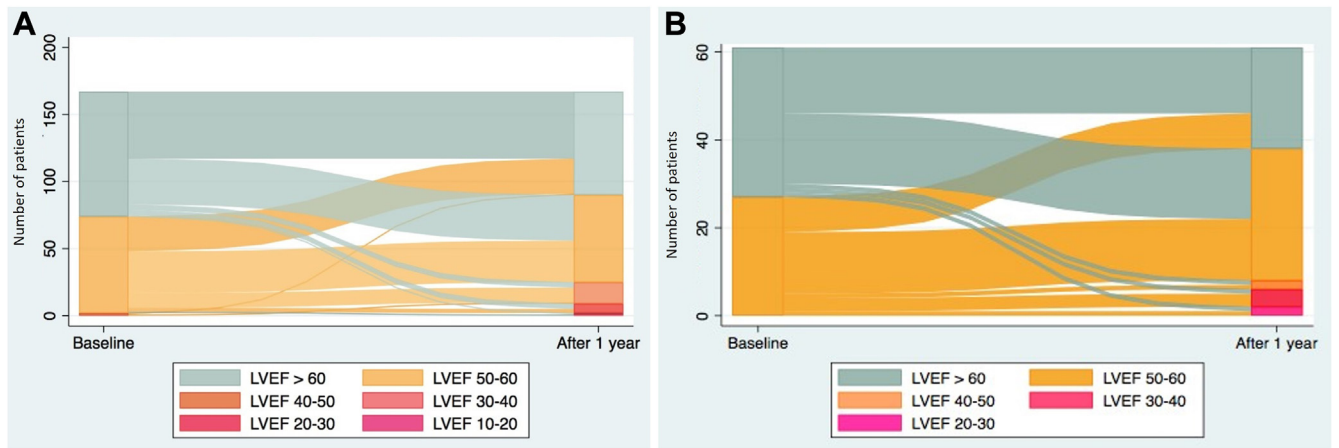 A
Number of patients
200
150
100
50
0
Baseline
After 1 year
LVEF > 60
LVEF 50-60
LVEF 40-50
LVEF 30-40
LVEF 20-30
LVEF 10-20
B
Number of patients
60
40
20
0
Baseline
After 1 year
LVEF > 60
LVEF 50-60
LVEF 40-50
LVEF 30-40
LVEF 20-30